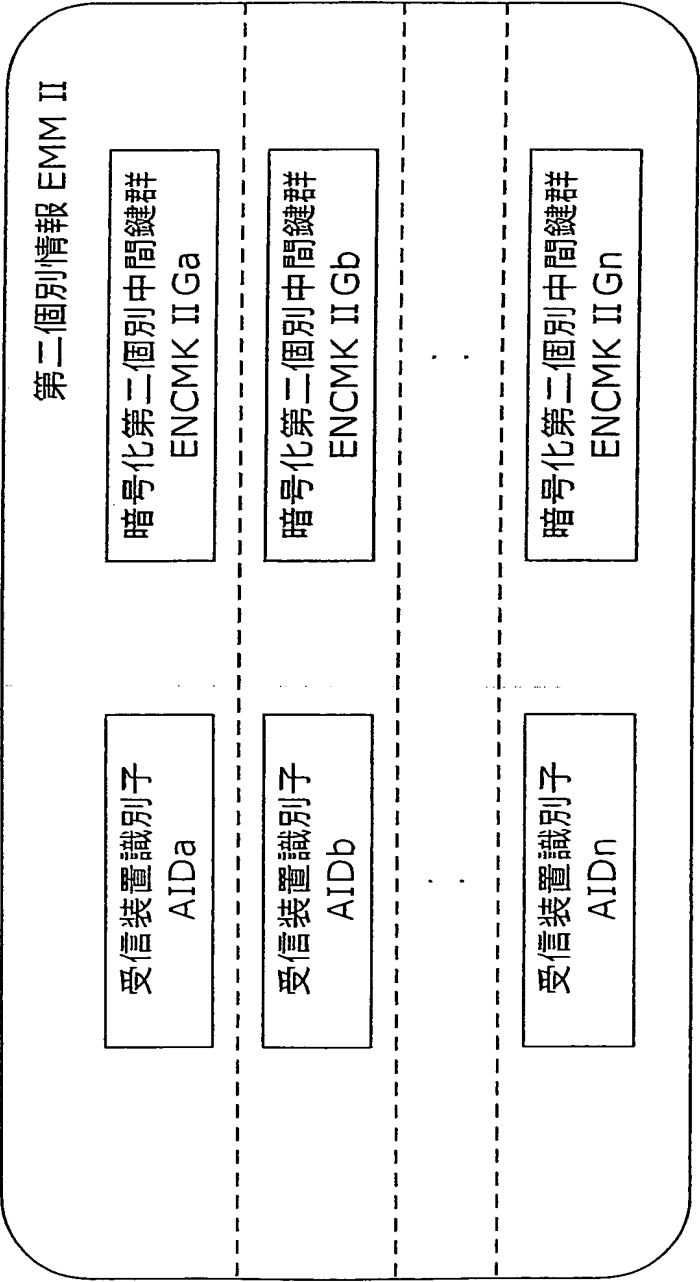 第二個別情報 EMM II
受信装置識別子
AIDa
暗号化第二個別中間鍵群
ENCMK II Ga
受信装置識別子
AIDb
暗号化第二個別中間鍵群
ENCMK II Gb
受信装置識別子
AIDn
暗号化第二個別中間鍵群
ENCMK II Gn